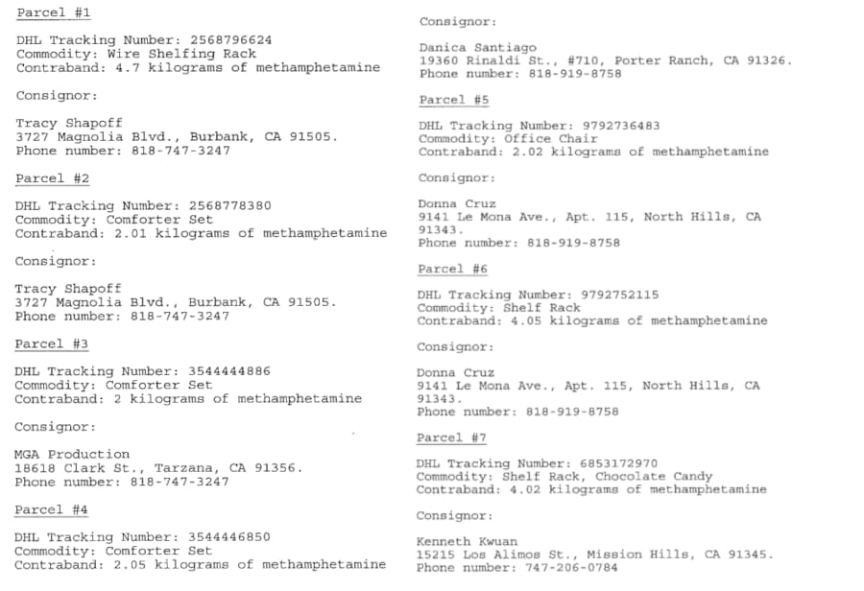 Parcel #1
DHL Tracking Number: 2568796624
Commodity: Wire Shelfing Rack
Contraband: 4.7 kilograms of methamphetamine
Consignor:
Tracy Shapoff
3727 Magnolia Blvd., Burbank, CA 91505.
Phone number: 818-747-3247
Parcel #2
DHL Tracking Number: 2568778380
Commodity: Comforter Set
Contraband: 2.01 kilograms of methamphetamine
Consignor:
Tracy Shapoff
3727 Magnolia Blvd., Burbank, CA 91505.
Phone number: 818-747-3247
Parcel #3
DHL Tracking Number: 3544444886
Commodity: Comforter Set
Contraband: 2 kilograms of methamphetamine
Consignor:
MGA Production
18618 Clark St., Tarzana, CA 91356.
Phone number: 818-747-3247
Parcel #4
DHL Tracking Number: 3544446850
Commodity: Comforter Set
Contraband: 2.05 kilograms of methamphetamine
Consignor:
Danica Santiago
19360 Rinaldi St., #710, Porter Ranch, CA 91326.
Phone number: 818-919-8758
Parcel #5
DHL Tracking Number: 9792736483
Commodity: Office Chair
Contraband: 2.02 kilograms of methamphetamine
Consignor:
Donna Cruz
9141 Le Mona Ave., Apt. 115, North Hills, CA
91343.
Phone number: 818-919-8758
Parcel #6
DHL Tracking Number: 9792752115
Commodity: Shelf Rack
Contraband: 4.05 kilograms of methamphetamine
Consignor:
Donna Cruz
9141 Le Mona Ave., Apt. 115, North Hills, CA
91343.
Phone number: 818-919-8758
Parcel #7
DHL Tracking Number: 6853172970
Commodity: Shelf Rack, Chocolate Candy
Contraband: 4.02 kilograms of methamphetamine
Consignor:
Kenneth Kwuan
15215 Los Alimos St., Mission Hills, CA 91345.
Phone number: 747-206-0784